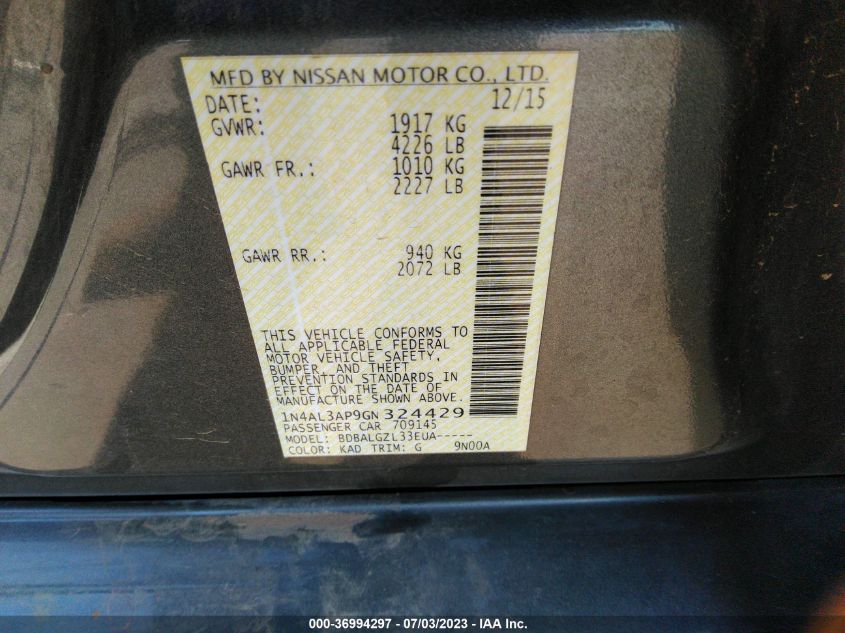 MFD BY NISSAN MOTOR CO., LTD.
DATE: 12/15
GVWR: 1917 KG
4226 LB
GAWR FR.: 1010 KG
2227 LB
GAWR RR.: 940 KG
2072 LB
THIS VEHICLE CONFORMS TO
ALL APPLICABLE FEDERAL
MOTOR VEHICLE SAFETY,
BUMPER, AND THEFT
PREVENTION STANDARDS IN
EFFECT ON THE DATE OF
MANUFACTURE SHOWN ABOVE.
1N4AL3AP9GN324429
PASSENGER CAR 709145
MODEL: BDBALGZL33EUA-----
COLOR: KAD TRIM: G 9N00A
000-36994297 - 07/03/2023 - IAA Inc.